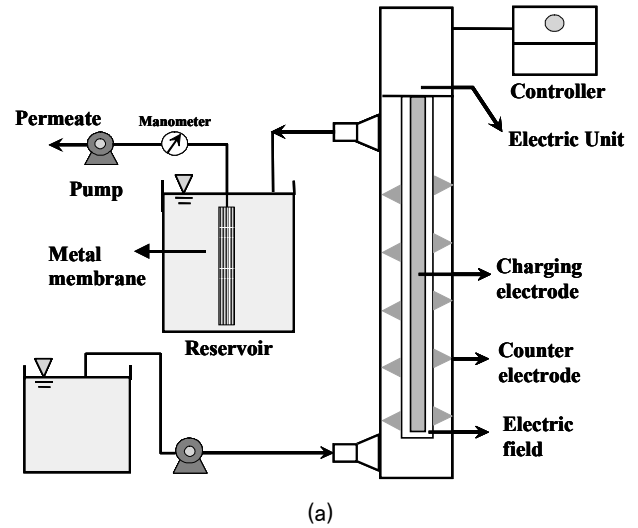 Controller
Permeate
Manometer
Electric Unit
Pump
Metal
membrane
Charging
electrode
Reservoir
Counter
electrode
Electric
field
(a)